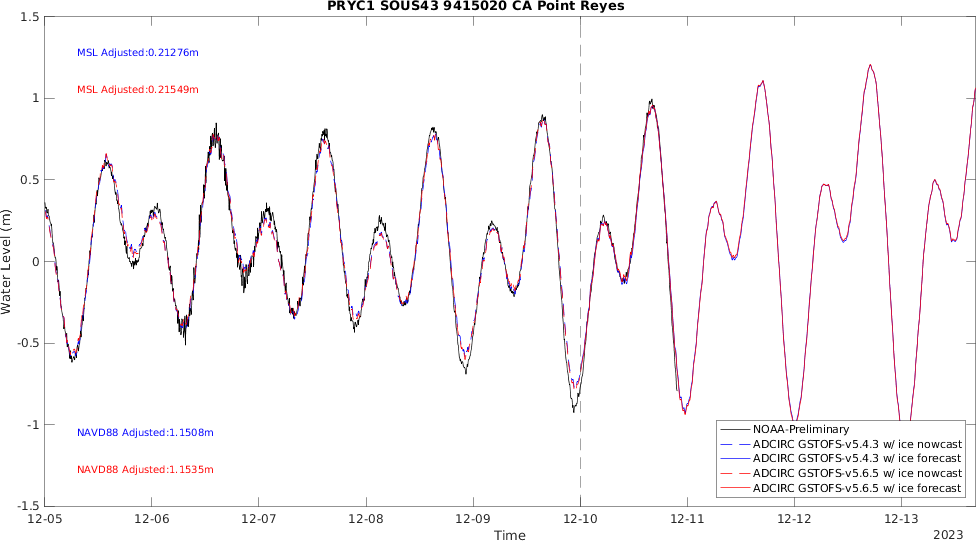 PRYC1 SOUS43 9415020 CA Point Reyes
1.5
1
0.5
0
-0.5
-1
-1.5
Water Level (m)
MSL Adjusted:0.21276m
MSL Adjusted:0.21549m
NAVD88 Adjusted:1.1508m
NAVD88 Adjusted:1.1535m
NOAA-Preliminary
ADCIRC GSTOFS-v5.4.3 w/ ice nowcast
ADCIRC GSTOFS-v5.4.3 w/ ice forecast
ADCIRC GSTOFS-v5.6.5 w/ ice nowcast
ADCIRC GSTOFS-v5.6.5 w/ ice forecast
12-05 12-06 12-07 12-08 12-09 12-10 12-11 12-12 12-13
Time
2023